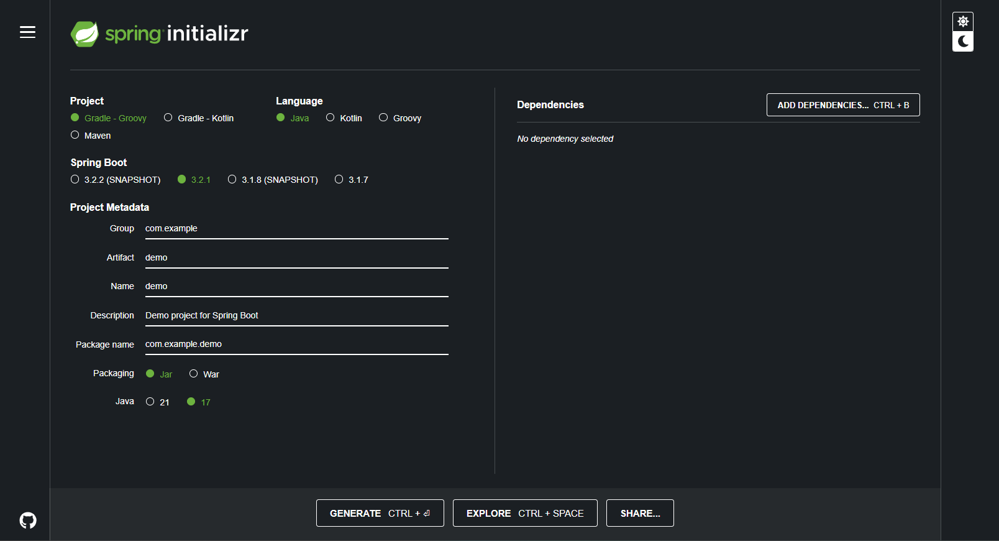 spring initializr
Project
Gradle - Groovy Gradle - Kotlin
Maven
Language
Java Kotlin Groovy
Spring Boot
3.2.2 (SNAPSHOT) 3.2.1 3.1.8 (SNAPSHOT) 3.1.7
Project Metadata
Group com.example
Artifact demo
Name demo
Description Demo project for Spring Boot
Package name com.example.demo
Packaging Jar War
Java 21 17
Dependencies
ADD DEPENDENCIES... CTRL + B
No dependency selected
GENERATE CTRL + ⏎
EXPLORE CTRL + SPACE
SHARE...